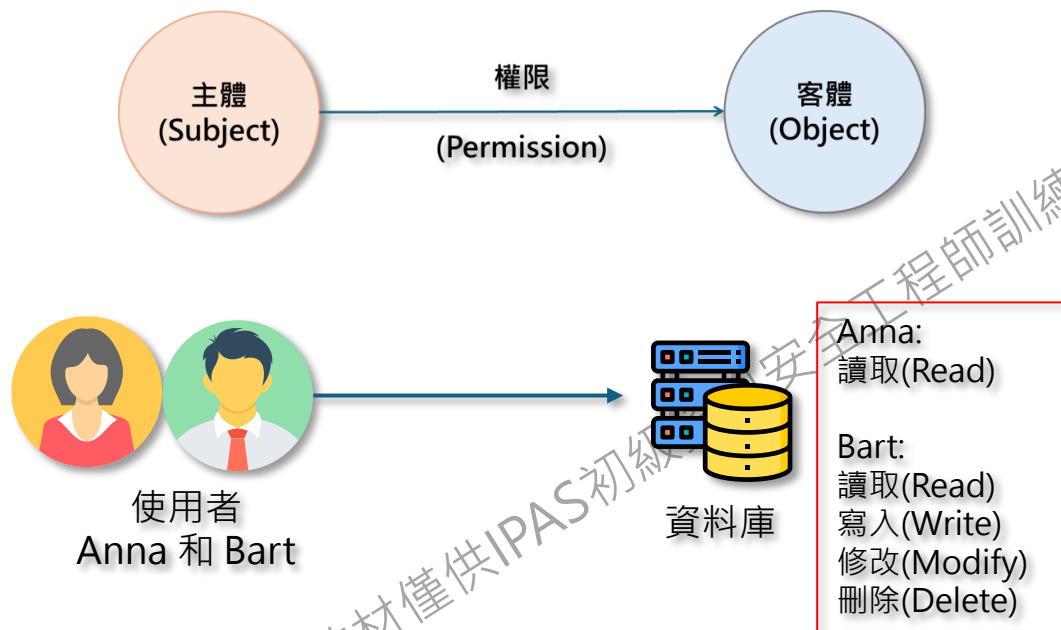 主體
(Subject)
權限
(Permission)
客體
(Object)
使用者
Anna 和 Bart
資料庫
Anna:
讀取(Read)
Bart:
讀取(Read)
寫入(Write)
修改(Modify)
刪除(Delete)
材僅供IPAS初級
安全工程師訓練